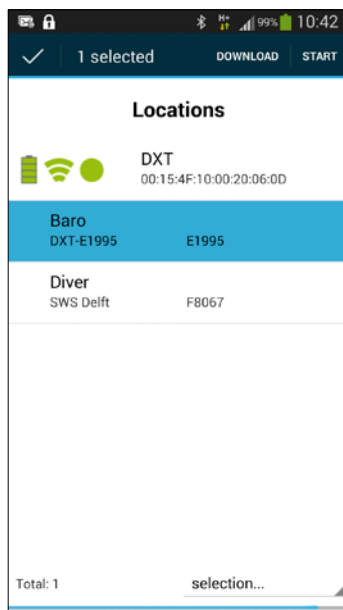 H+ 99% 10:42
1 selected DOWNLOAD START
Locations
DXT
00:15:4F:10:00:20:06:0D
Baro
DXT-E1995 E1995
Diver
SWS Delft F8067
Total: 1 selection...